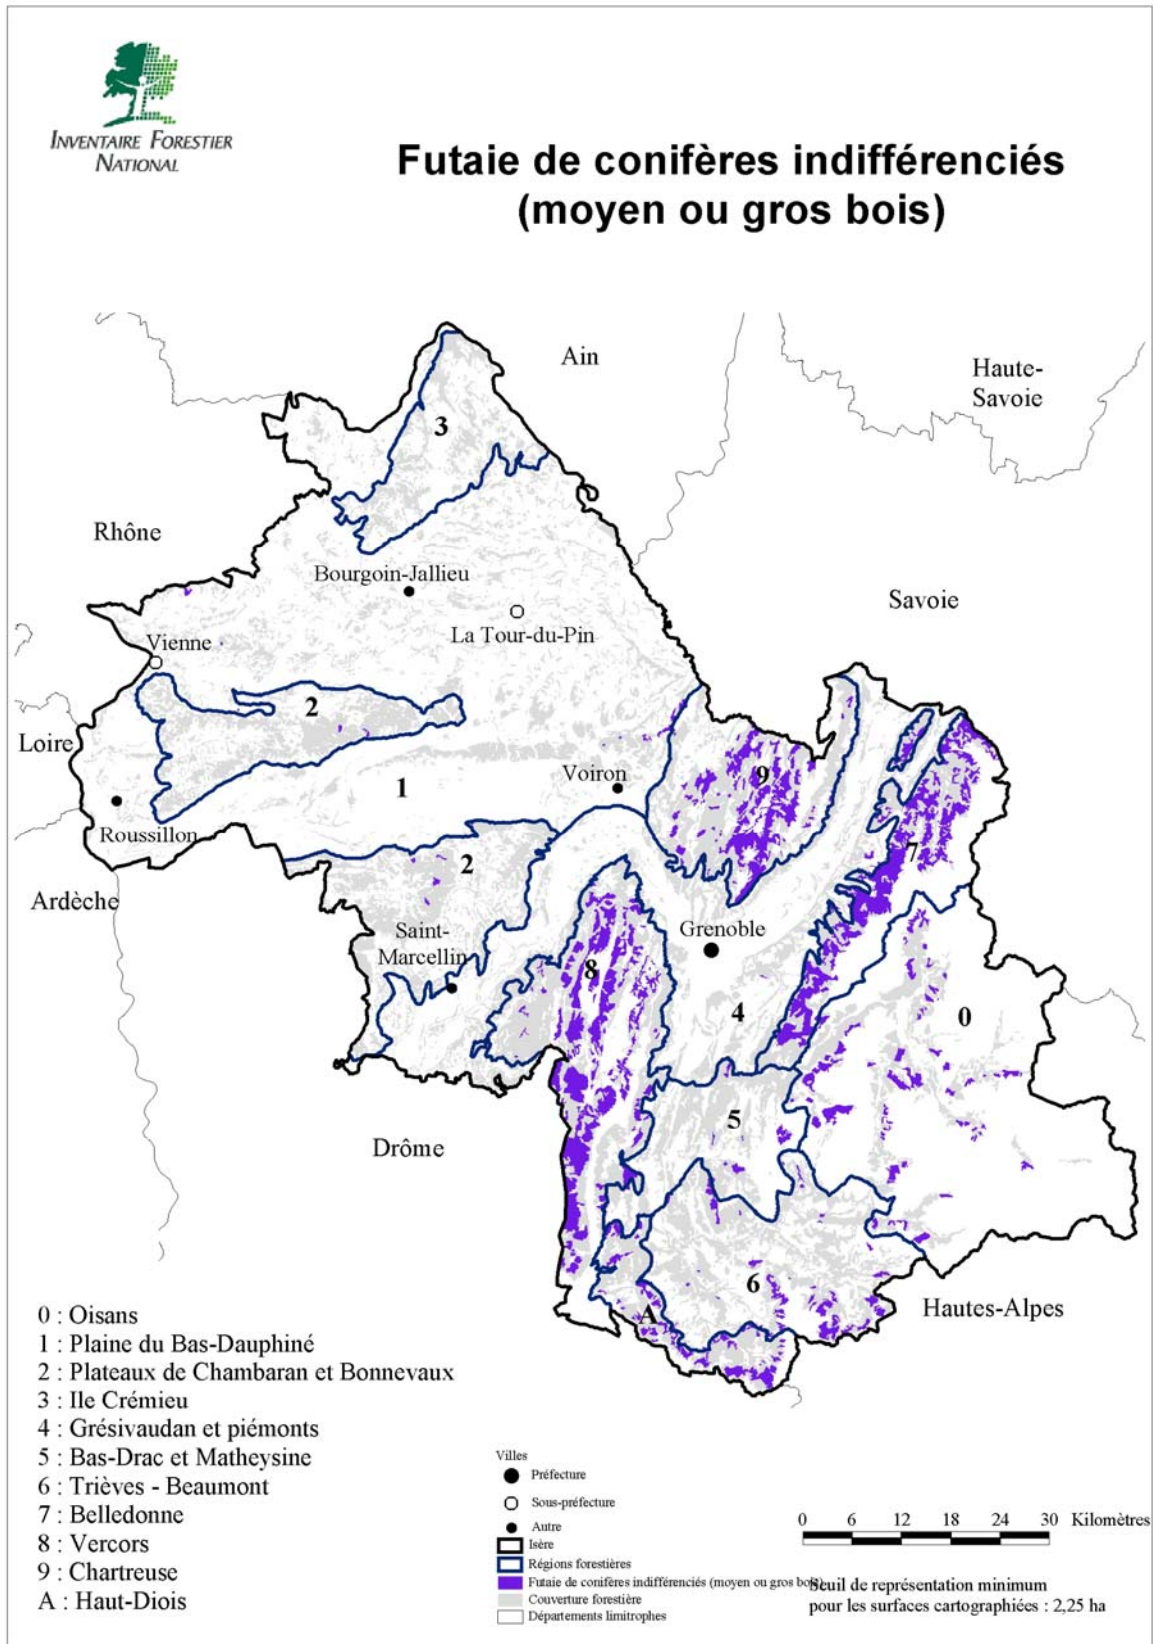 INVENTAIRE FORESTIER
NATIONAL
Futaie de conifères indifférenciés
(moyen ou gros bois)
Ain
Haute-
Savoie
3
Rhône
Bourgoin-Jallieu
Savoie
La Tour-du-Pin
Vienne
2
Loire
9
Voiron
1
Roussillon
7
2
Ardèche
Saint-
Marcellin
Grenoble
8
4
0
5
Drôme
6
A
Hautes-Alpes
0 : Oisans
1 : Plaine du Bas-Dauphiné
2 : Plateaux de Chambaran et Bonnevaux
3 : Ile Crémieu
4 : Grésivaudan et piémonts
5 : Bas-Drac et Matheysine
6 : Trièves - Beaumont
7 : Belledonne
8 : Vercors
9 : Chartreuse
A : Haut-Diois
Villes
Préfecture
Sous-préfecture
Autre
Isère
Régions forestières
Futaie de conifères indifférenciés (moyen ou gros bois)
Couverture forestière
Départements limitrophes
0 6 12 18 24 30 Kilomètres
Seuil de représentation minimum
pour les surfaces cartographiées : 2,25 ha